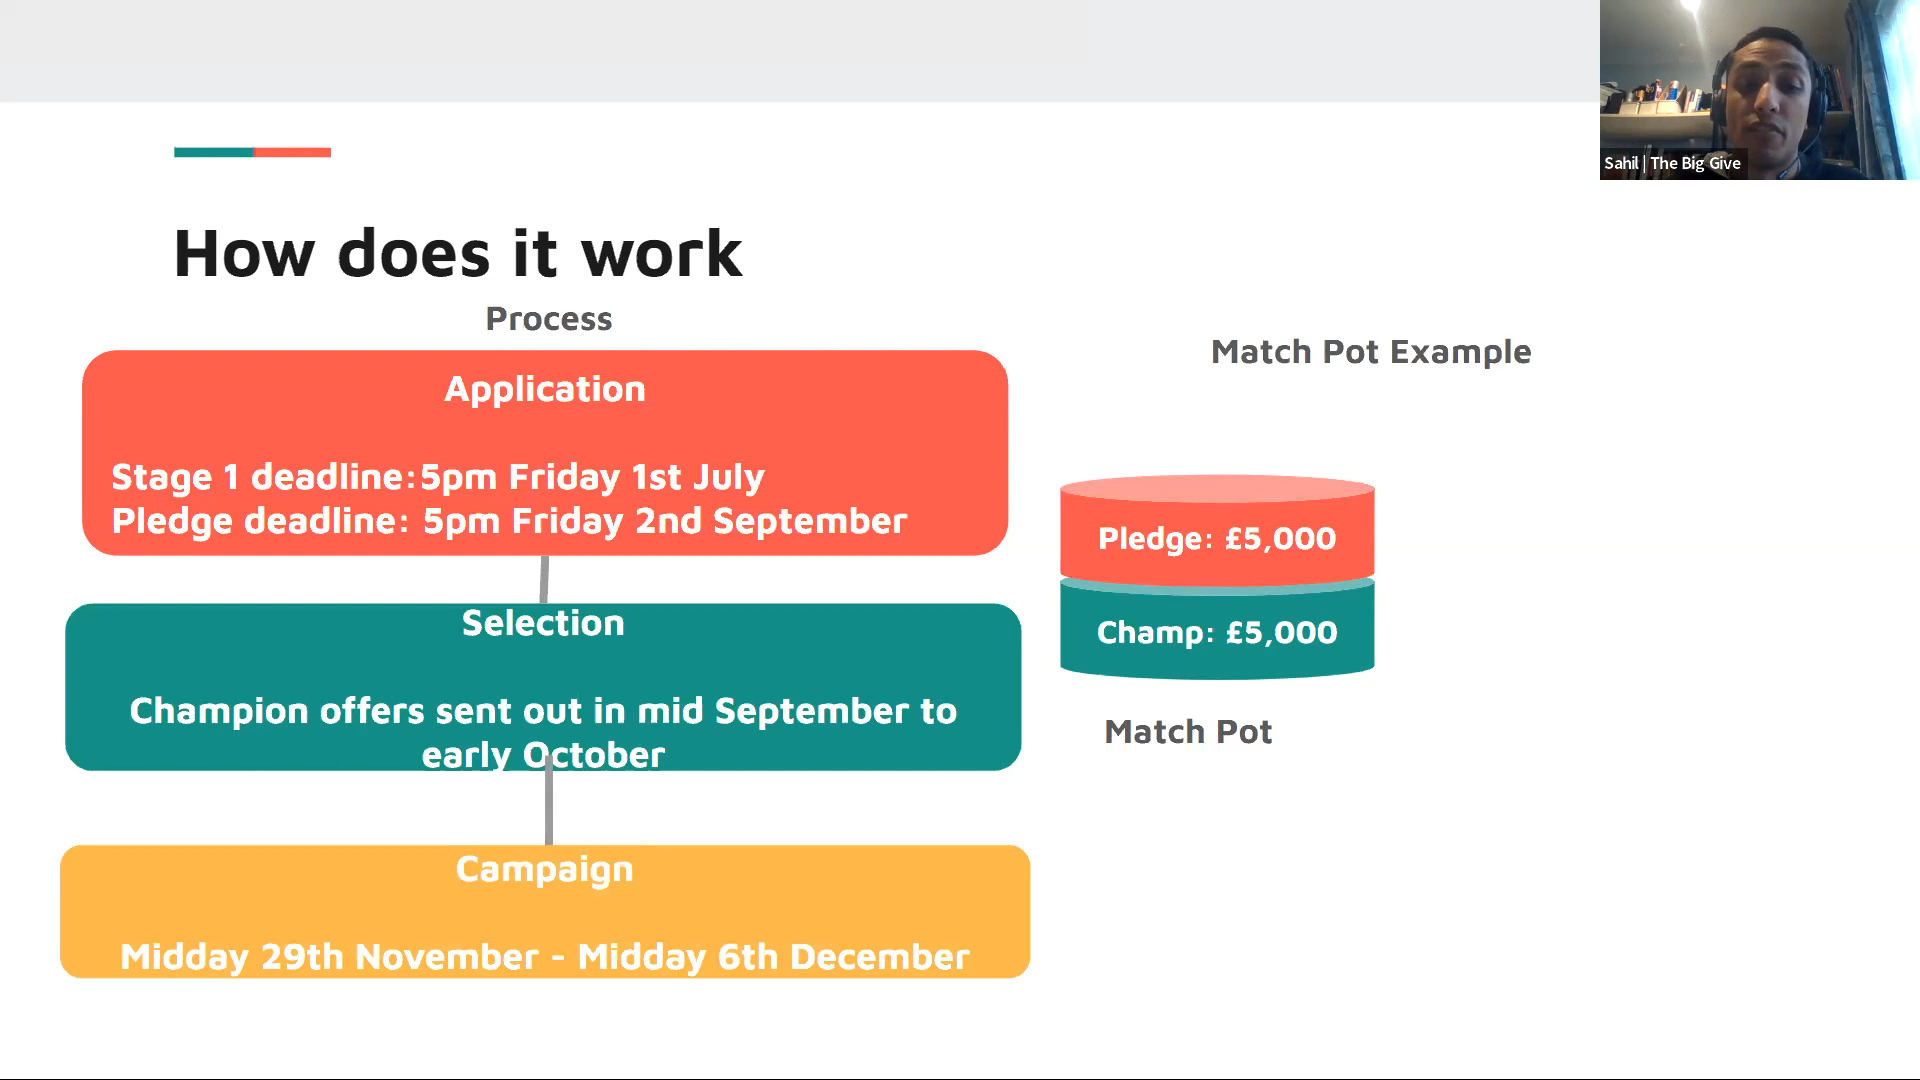 Sahil | The Big Give
How does it work
Process
Application
Stage 1 deadline:5pm Friday 1st July
Pledge deadline: 5pm Friday 2nd September
Selection
Champion offers sent out in mid September to
early October
Campaign
Midday 29th November - Midday 6th December
Match Pot Example
Pledge: £5,000
Champ: £5,000
Match Pot